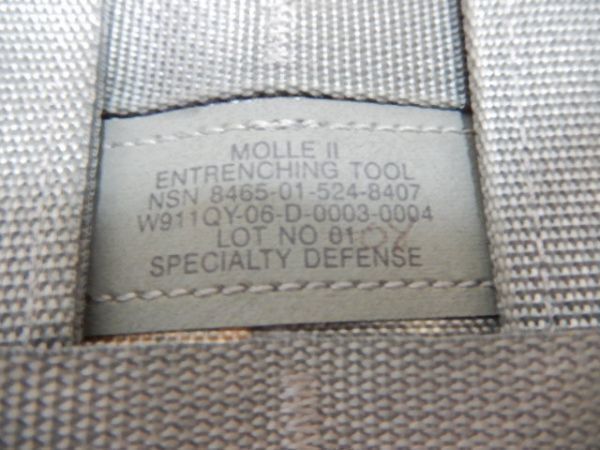 MOLLE II
ENTRENCHING TOOL
NSN 8465-01-524-8407
W911QY-06-D-0003-0004
LOT NO 01
SPECIALTY DEFENSE